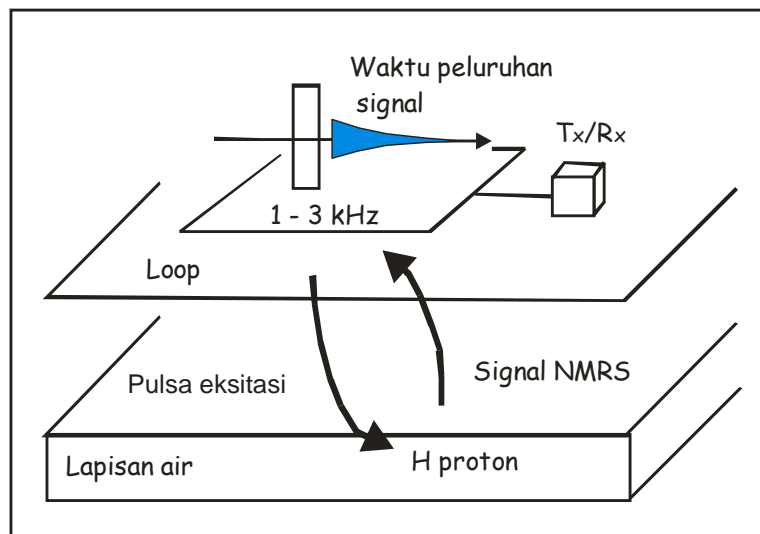 Waktu peluruhan
signal
Tx/Rx
1 - 3 kHz
Loop
Pulsa eksitasi
Signal NMRS
Lapisan air
H proton